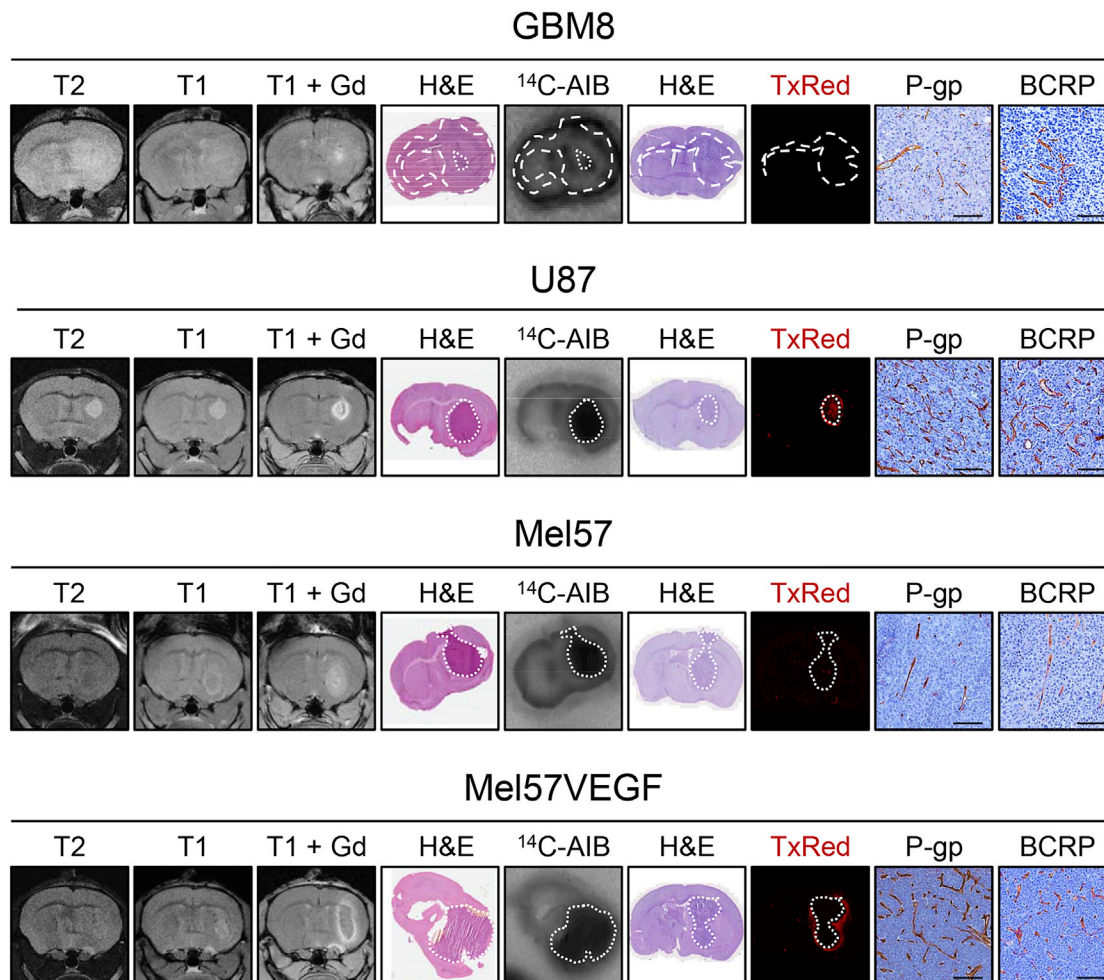 GBM8
T2 T1 T1 + Gd H&E ¹⁴C-AIB H&E TxRed P-gp BCRP
U87
T2 T1 T1 + Gd H&E ¹⁴C-AIB H&E TxRed P-gp BCRP
Mel57
T2 T1 T1 + Gd H&E ¹⁴C-AIB H&E TxRed P-gp BCRP
Mel57VEGF
T2 T1 T1 + Gd H&E ¹⁴C-AIB H&E TxRed P-gp BCRP